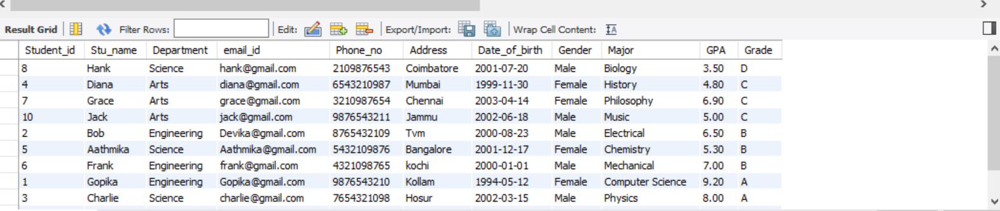 Result Grid Filter Rows: Edit: Export/Import: Wrap Cell Content:
Student_id Stu_name Department email_id Phone_no Address Date_of_birth Gender Major GPA Grade
8 Hank Science hank@gmail.com 2109876543 Coimbatore 2001-07-20 Male Biology 3.50 D
4 Diana Arts diana@gmail.com 6543210987 Mumbai 1999-11-30 Female History 4.80 C
7 Grace Arts grace@gmail.com 3210987654 Chennai 2003-04-14 Female Philosophy 6.90 C
10 Jack Arts jack@gmail.com 9876543211 Jammu 2002-06-18 Male Music 5.00 C
2 Bob Engineering Devika@gmail.com 8765432109 Tvm 2000-08-23 Male Electrical 6.50 B
5 Aathmika Science Aathmika@gmail.com 5432109876 Bangalore 2001-12-17 Female Chemistry 5.30 B
6 Frank Engineering frank@gmail.com 4321098765 kochi 2000-01-01 Male Mechanical 7.00 B
1 Gopika Engineering Gopika@gmail.com 9876543210 Kollam 1994-05-12 Female Computer Science 9.20 A
3 Charlie Science charlie@gmail.com 7654321098 Hosur 2002-03-15 Male Physics 8.00 A